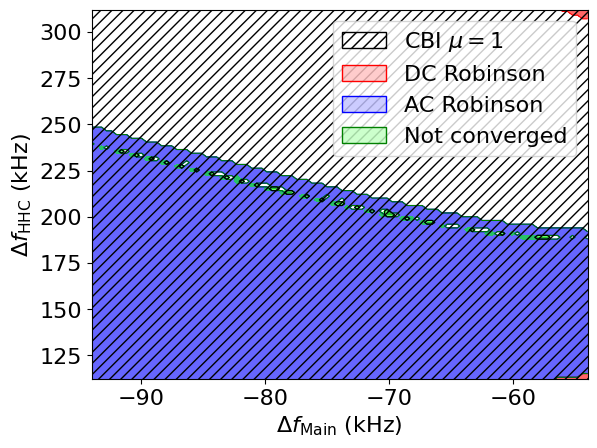 300
275
250
225
200
175
150
125
Δf_HHC (kHz)
CBI μ = 1
DC Robinson
AC Robinson
Not converged
−90
−80
−70
−60
Δf_Main (kHz)